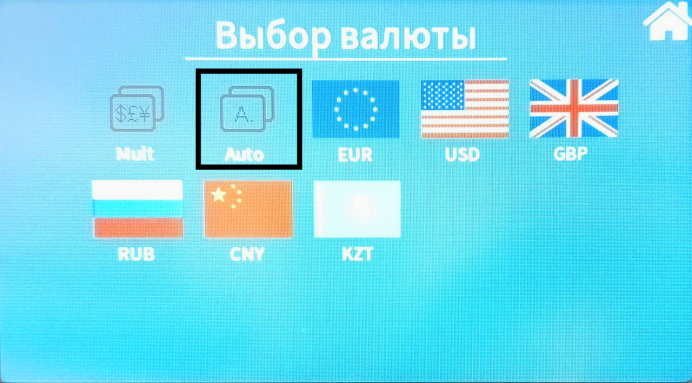 Выбор валюты
$£¥ A.
Mult Auto EUR USD GBP
RUB CNY KZT